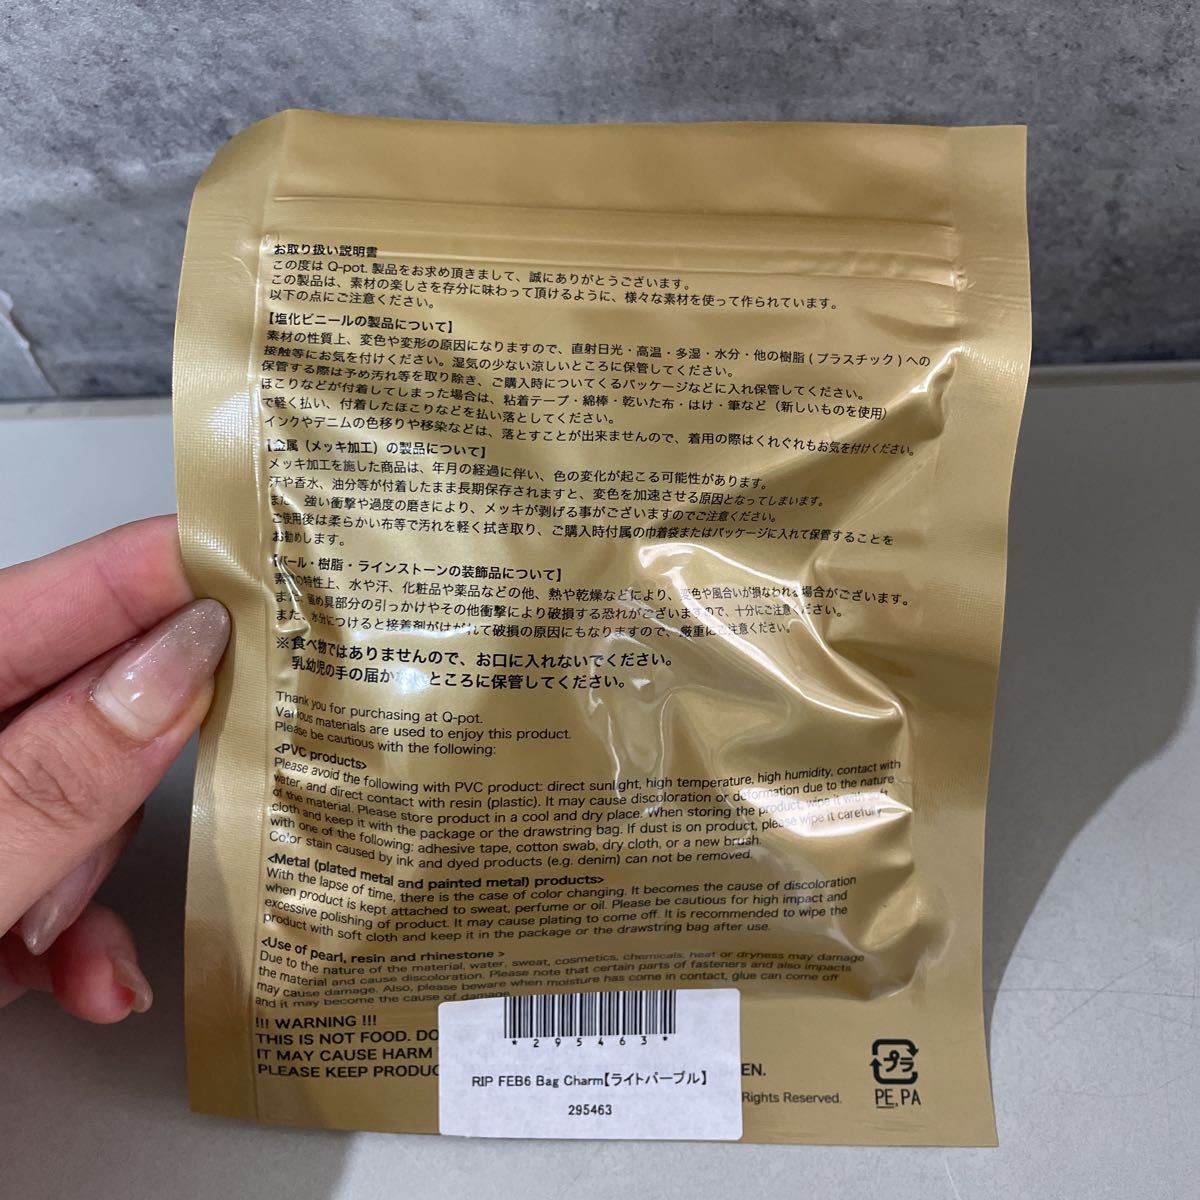 お取り扱い説明書
この度は Q-pot. 製品をお求め頂きまして、誠にありがとうございます。
この製品は、素材の楽しさを存分に味わって頂けるように、様々な素材を使って作られています。
以下の点にご注意ください。
【塩化ビニールの製品について】
素材の性質上、変色や変形の原因になりますので、直射日光・高温・多湿・水分・他の樹脂(プラスチック)への
接触等にお気を付けください。湿気の少ない涼しいところに保管してください。
保管する際は予め汚れ等を取り除き、ご購入時についてくるパッケージなどに入れ保管してください。
ほこりなどが付着してしまった場合は、粘着テープ・綿棒・乾いた布・はけ・筆など（新しいものを使用）
で軽く払い、付着したほこりなどを払い落としてください。
インクやデニムの色移りや移染などは、落とすことが出来ませんので、着用の際はくれぐれもお気を付けください。
【金属（メッキ加工）の製品について】
メッキ加工を施した商品は、年月の経過に伴い、色の変化が起こる可能性があります。
汗や香水、油分等が付着したまま長期保存されますと、変色を加速させる原因となってしまいます。
また、強い衝撃や過度の磨きにより、メッキが剥げる事がございますのでご注意ください。
ご使用後は柔らかい布等で汚れを軽く拭き取り、ご購入時付属の巾着袋またはパッケージに入れて保管することを
お勧めします。
【パール・樹脂・ラインストーンの装飾品について】
素材の特性上、水や汗、化粧品や薬品などの他、熱や乾燥などにより、変色や風合いが損なわれる場合がございます。
また、留め具部分の引っかけやその他衝撃により破損する恐れがございますので、十分にご注意ください。
また、水分につけると接着剤がはがれて破損の原因にもなりますので、厳重にご注意ください。
※食べ物ではありませんので、お口に入れないでください。
乳幼児の手の届かないところに保管してください。
Thank you for purchasing at Q-pot.
Various materials are used to enjoy this product.
Please be cautious with the following:
<PVC products>
Please avoid the following with PVC product: direct sunlight, high temperature, high humidity, contact with
water, and direct contact with resin (plastic). It may cause discoloration or deformation due to the nature
of the material. Please store product in a cool and dry place. When storing the product, wipe it with soft
cloth and keep it with the package or the drawstring bag. If dust is on product, please wipe it carefully
with one of the following: adhesive tape, cotton swab, dry cloth, or a new brush.
Color stain caused by ink and dyed products (e.g. denim) can not be removed.
<Metal (plated metal and painted metal) products>
With the lapse of time, there is the case of color changing. It becomes the cause of discoloration
when product is kept attached to sweat, perfume or oil. Please be cautious for high impact and
excessive polishing of product. It may cause plating to come off. It is recommended to wipe the
product with soft cloth and keep it in the package or the drawstring bag after use.
<Use of pearl, resin and rhinestone >
Due to the nature of the material, water, sweat, cosmetics, chemicals, heat or dryness may damage
the material and cause discoloration. Please note that certain parts of fasteners and also impacts
may cause damage. Also, please beware when moisture has come in contact, glue can come off
and it may become the cause of damage.
!!! WARNING !!!
THIS IS NOT FOOD. DO
IT MAY CAUSE HARM
PLEASE KEEP PRODUC EN.
Rights Reserved.
*295463*
RIP FEB6 Bag Charm【ライトパープル】
295463
プラ
PE,PA